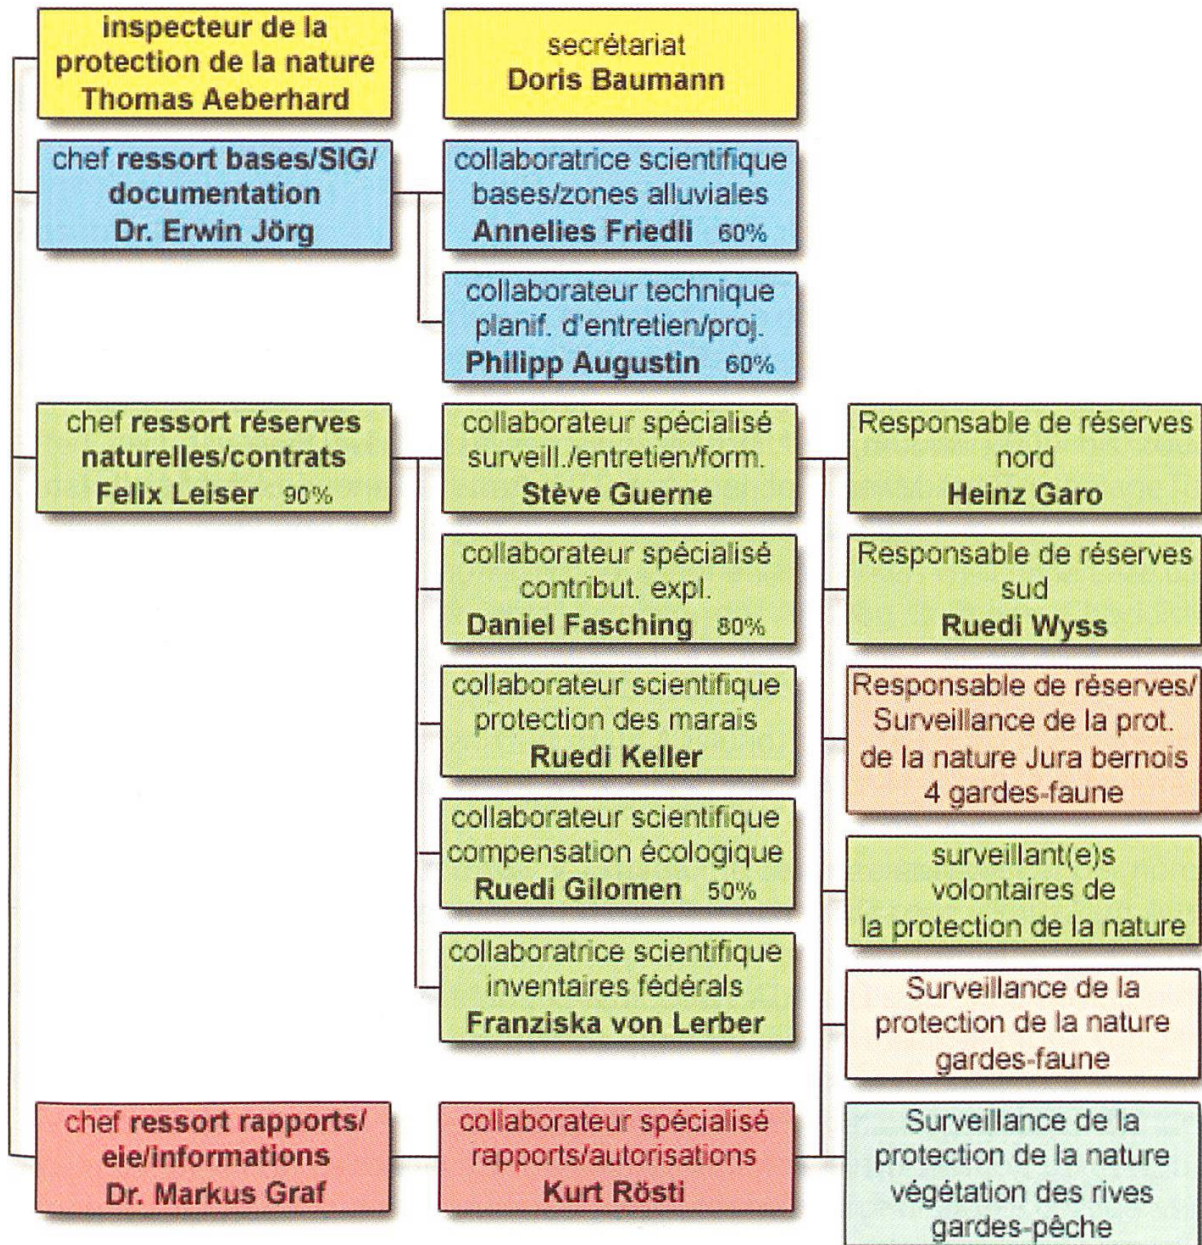 inspecteur de la
protection de la nature
Thomas Aeberhard
secrétariat
Doris Baumann
chef ressort bases/SIG/
documentation
Dr. Erwin Jörg
collaboratrice scientifique
bases/zones alluviales
Annelies Friedli 60%
collaborateur technique
planif. d'entretien/proj.
Philipp Augustin 60%
chef ressort réserves
naturelles/contrats
Felix Leiser 90%
collaborateur spécialisé
surveill./entretien/form.
Stève Guerne
collaborateur spécialisé
contribut. expl.
Daniel Fasching 80%
collaborateur scientifique
protection des marais
Ruedi Keller
collaborateur scientifique
compensation écologique
Ruedi Gilomen 50%
collaboratrice scientifique
inventaires fédérals
Franziska von Lerber
Responsable de réserves
nord
Heinz Garo
Responsable de réserves
sud
Ruedi Wyss
Responsable de réserves/
Surveillance de la prot.
de la nature Jura bernois
4 gardes-faune
surveillant(e)s
volontaires de
la protection de la nature
Surveillance de la
protection de la nature
gardes-faune
Surveillance de la
protection de la nature
végétation des rives
gardes-pêche
chef ressort rapports/
eie/informations
Dr. Markus Graf
collaborateur spécialisé
rapports/autorisations
Kurt Rösti